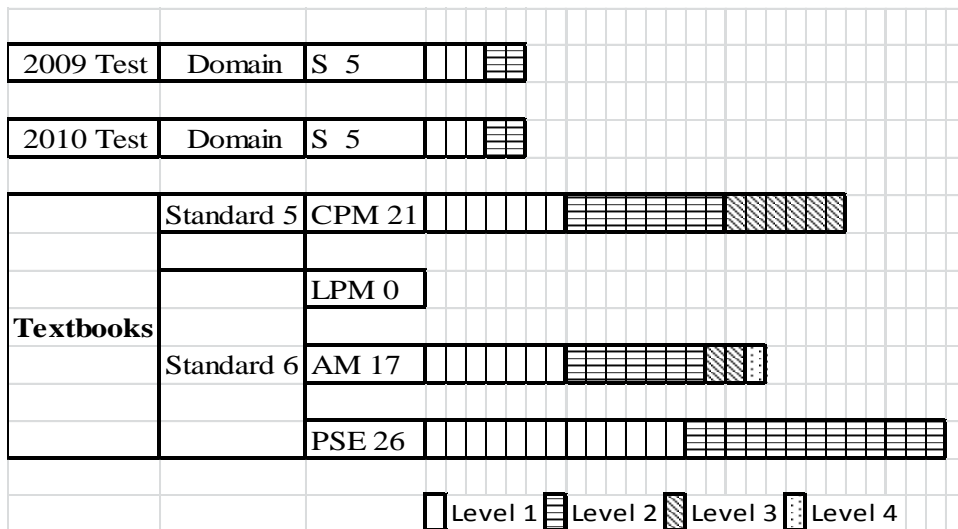 2009 Test Domain S 5
2010 Test Domain S 5
Standard 5 CPM 21
LPM 0
Textbooks
Standard 6 AM 17
PSE 26
Level 1 Level 2 Level 3 Level 4